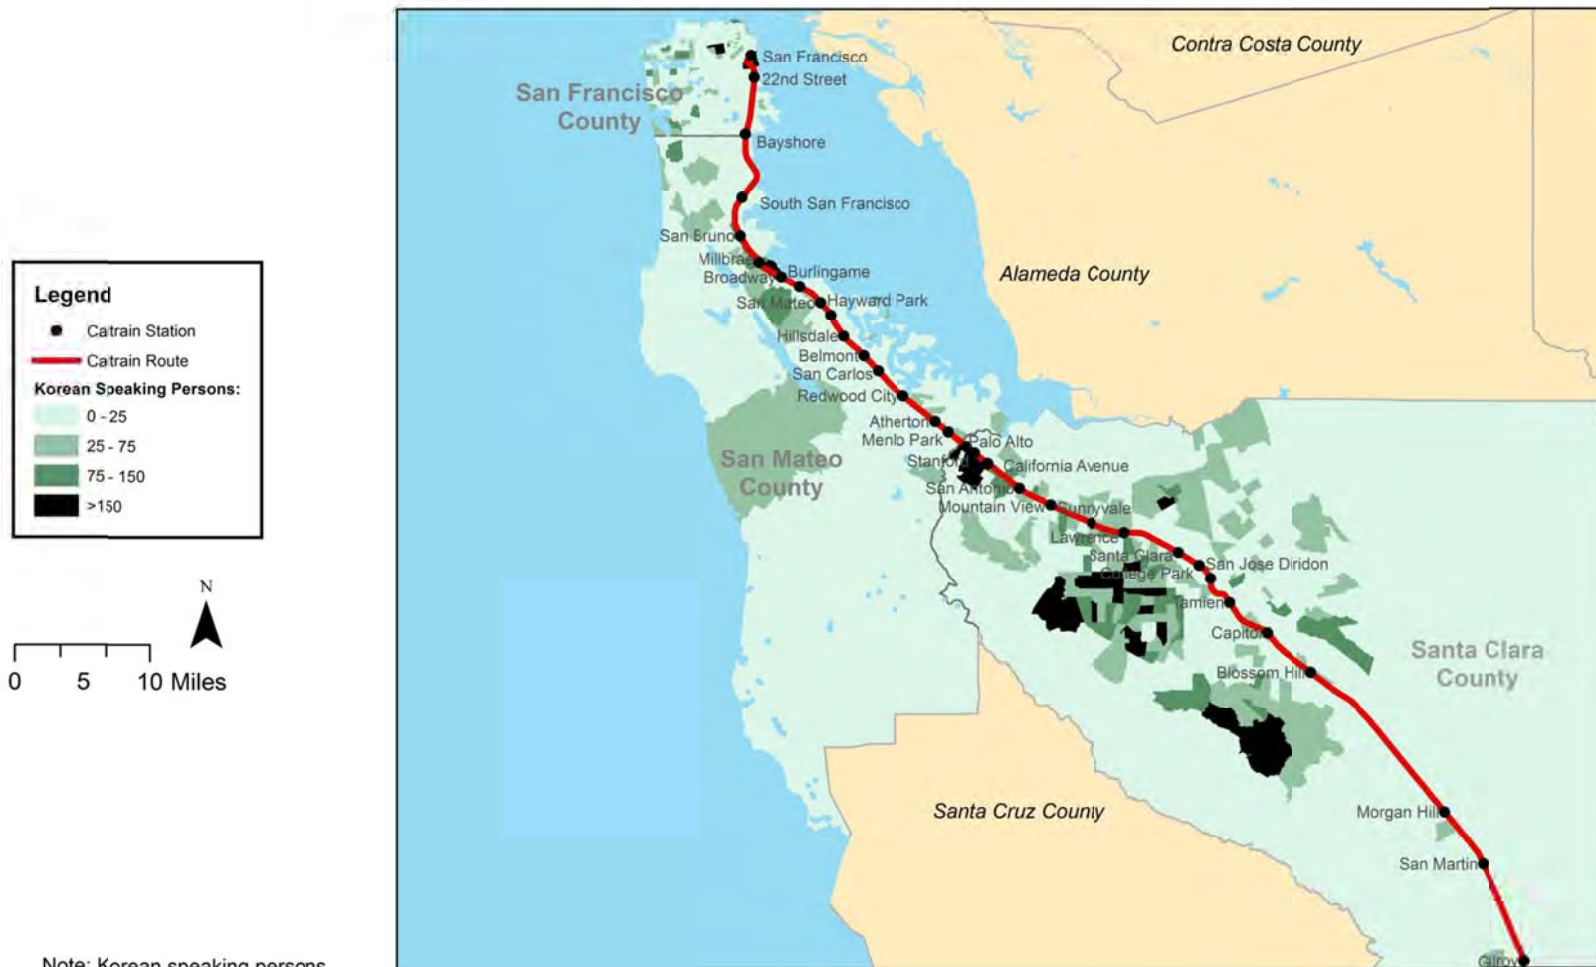 Contra Costa County
San Francisco
22nd Street
San Francisco
County
Bayshore
South San Francisco
San Bruno
Millbrae
Burlingame
Broadway
Alameda County
San Mateo
Hayward Park
Hillsdale
Belmont
San Carlos
Redwood City
Atherton
Menlo Park
Palo Alto
Stanford
California Avenue
San Mateo
County
San Antonio
Mountain View
Sunnyvale
Lawrence
Santa Clara
San Jose Diridon
College Park
Tamien
Capitol
Blossom Hill
Santa Clara
County
Santa Cruz County
Morgan Hill
San Martin
Gilroy
Legend
Caltrain Station
Caltrain Route
Korean Speaking Persons:
0 - 25
25 - 75
75 - 150
>150
N
0 5 10 Miles
Note: Korean speaking persons